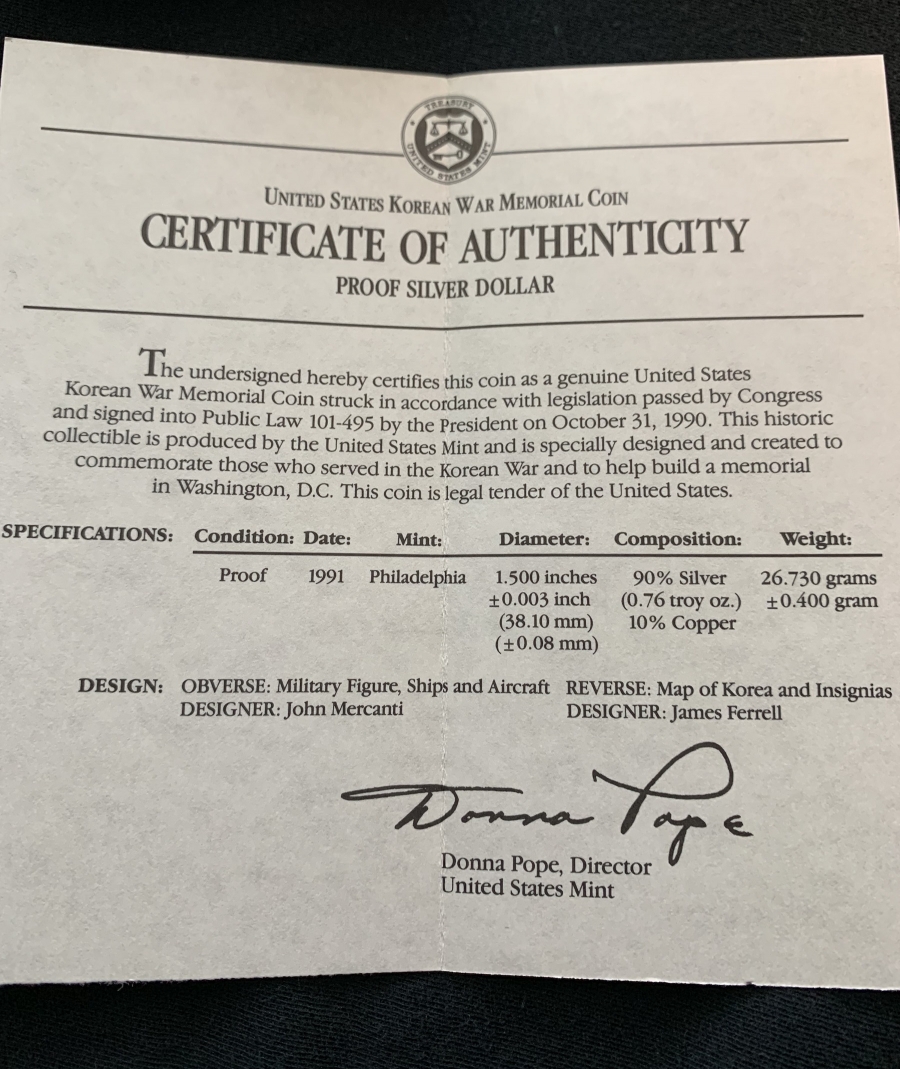 TREASURY
UNITED STATES MINT
UNITED STATES KOREAN WAR MEMORIAL COIN
CERTIFICATE OF AUTHENTICITY
PROOF SILVER DOLLAR
The undersigned hereby certifies this coin as a genuine United States
Korean War Memorial Coin struck in accordance with legislation passed by Congress
and signed into Public Law 101-495 by the President on October 31, 1990. This historic
collectible is produced by the United States Mint and is specially designed and created to
commemorate those who served in the Korean War and to help build a memorial
in Washington, D.C. This coin is legal tender of the United States.
SPECIFICATIONS: Condition: Date: Mint: Diameter: Composition: Weight:
Proof 1991 Philadelphia 1.500 inches 90% Silver 26.730 grams
±0.003 inch (0.76 troy oz.) ±0.400 gram
(38.10 mm) 10% Copper
(±0.08 mm)
DESIGN: OBVERSE: Military Figure, Ships and Aircraft REVERSE: Map of Korea and Insignias
DESIGNER: John Mercanti DESIGNER: James Ferrell
Donna Pope
Donna Pope, Director
United States Mint